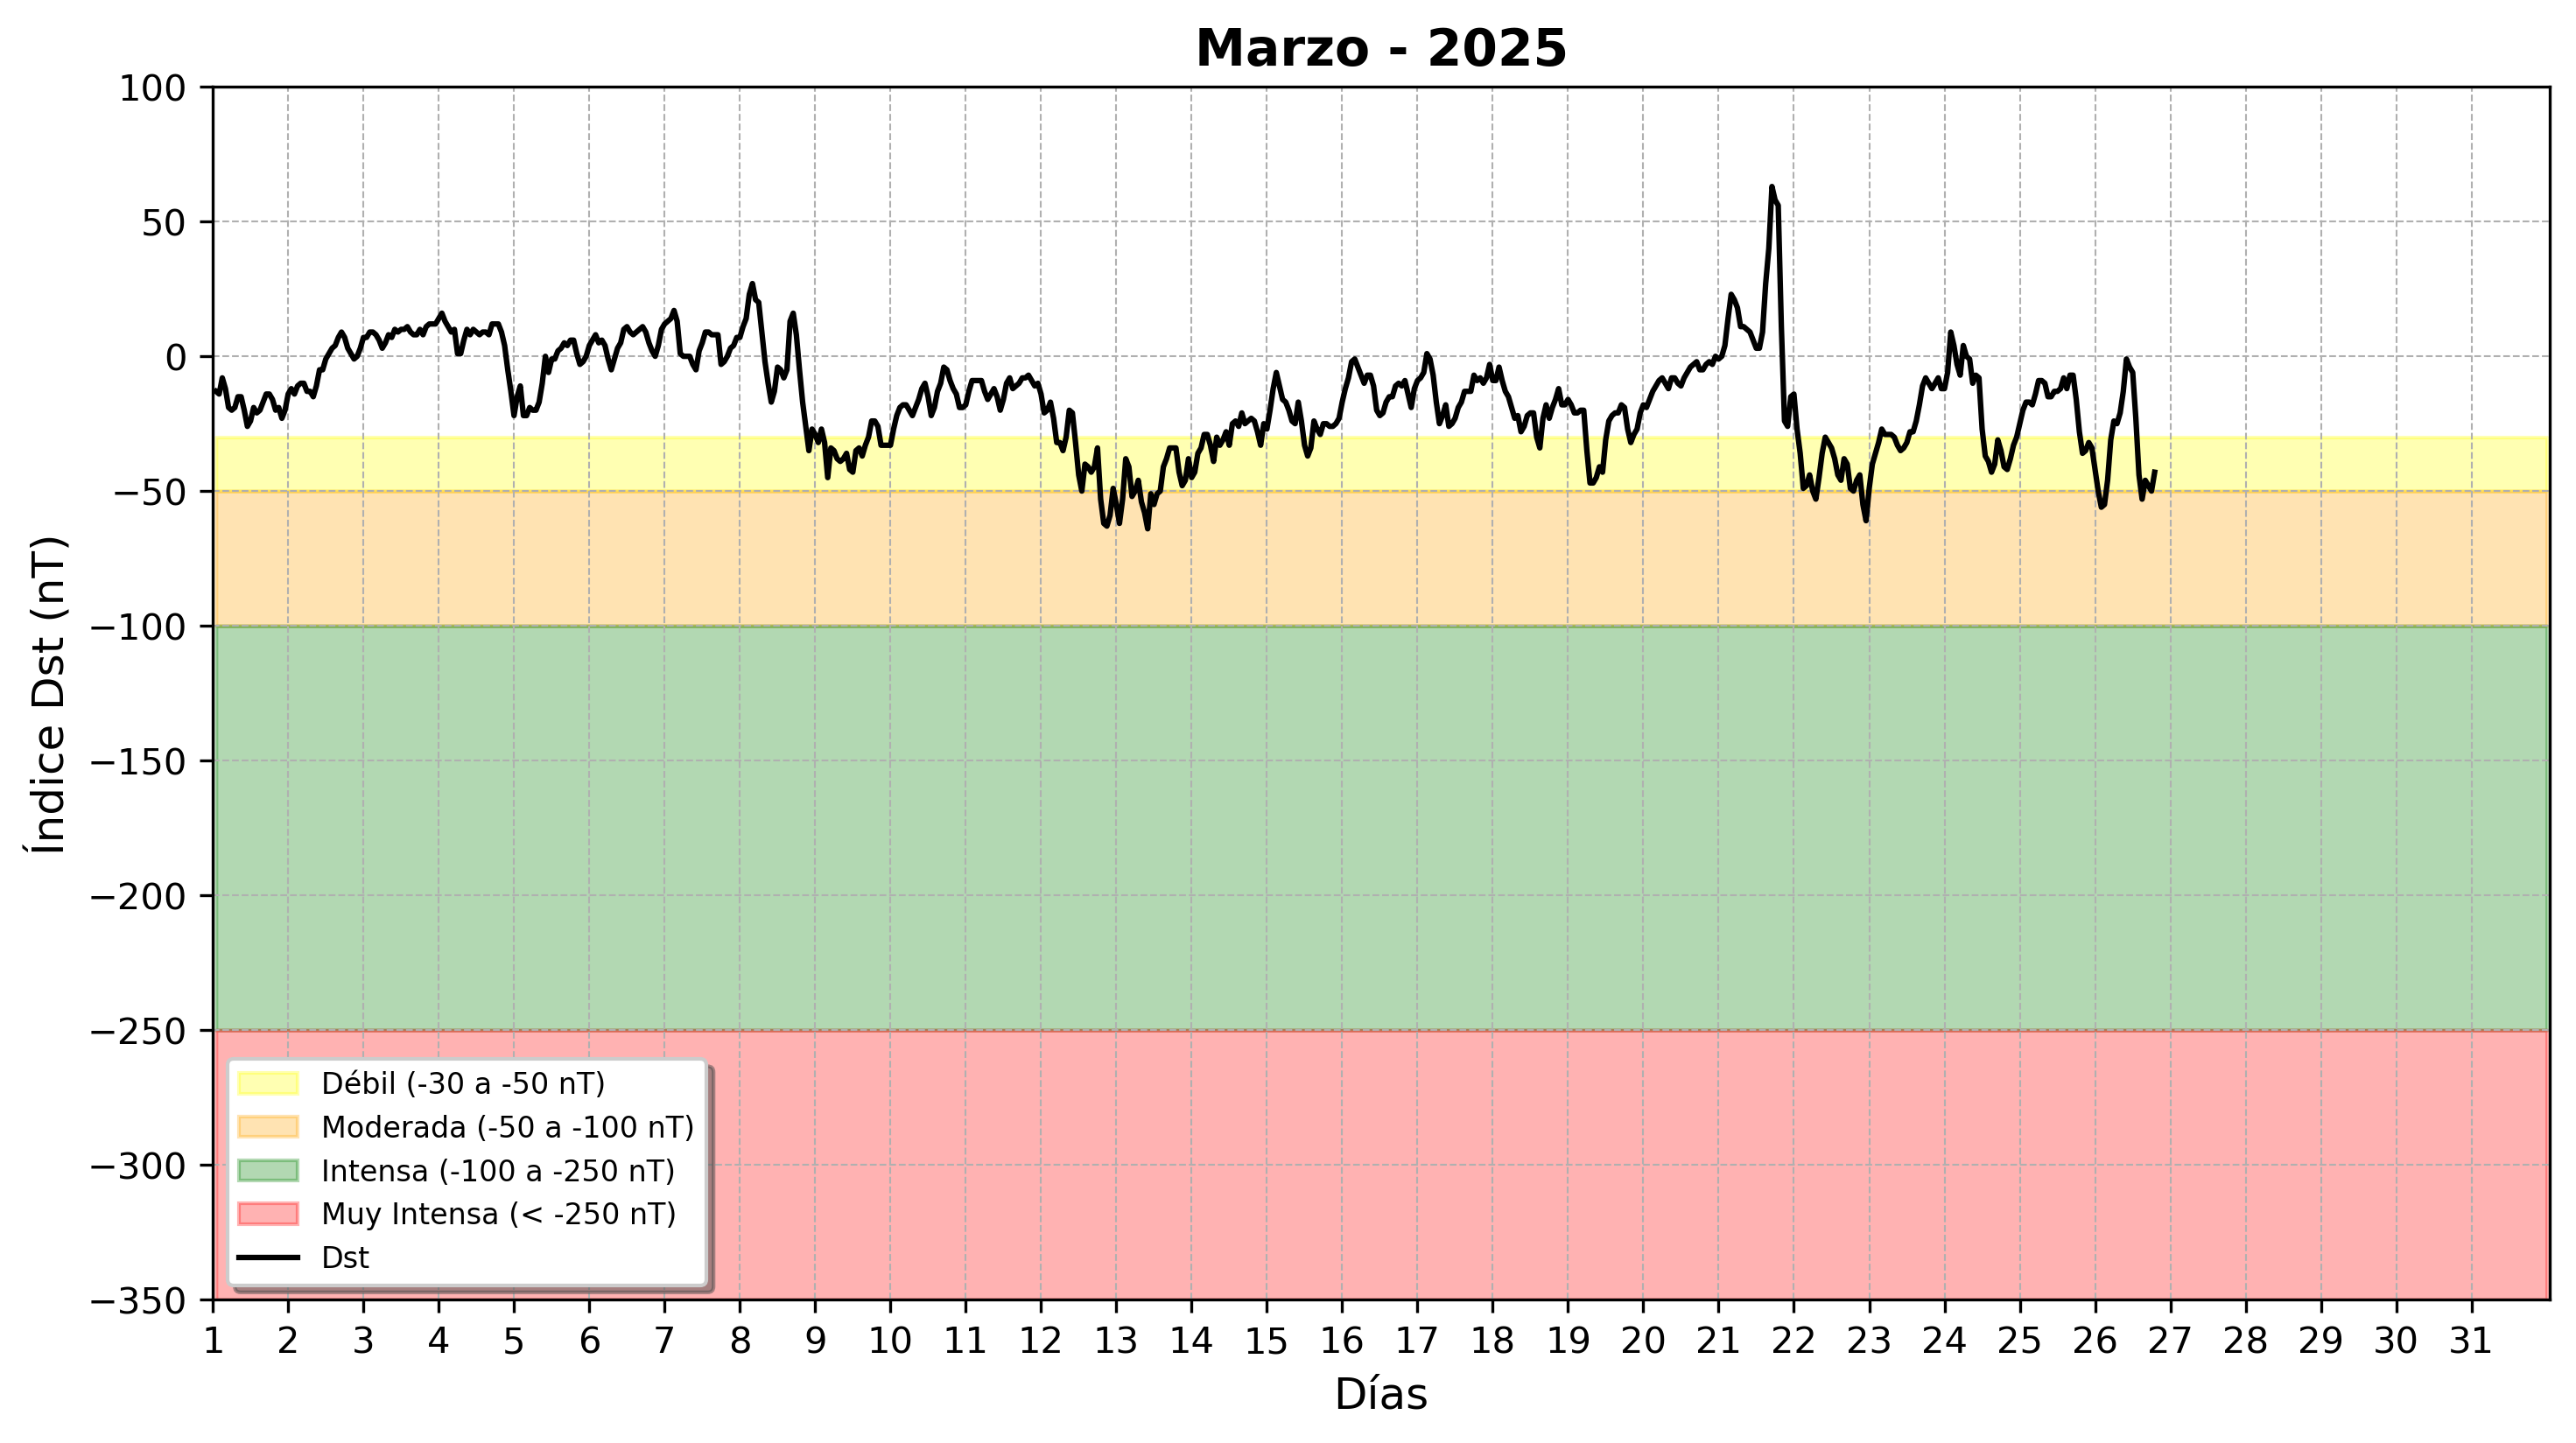 Marzo - 2025
100
50
0
−50
−100
−150
−200
−250
−300
−350
Índice Dst (nT)
Débil (-30 a -50 nT)
Moderada (-50 a -100 nT)
Intensa (-100 a -250 nT)
Muy Intensa (< -250 nT)
Dst
1 2 3 4 5 6 7 8 9 10 11 12 13 14 15 16 17 18 19 20 21 22 23 24 25 26 27 28 29 30 31
Días